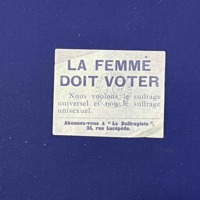 LA FEMME
DOIT VOTER
Nous voulons le suffrage
universel et non le suffrage
unisexuel.
Abonnez-vous à "La Suffragiste",
35, rue Lacépède.